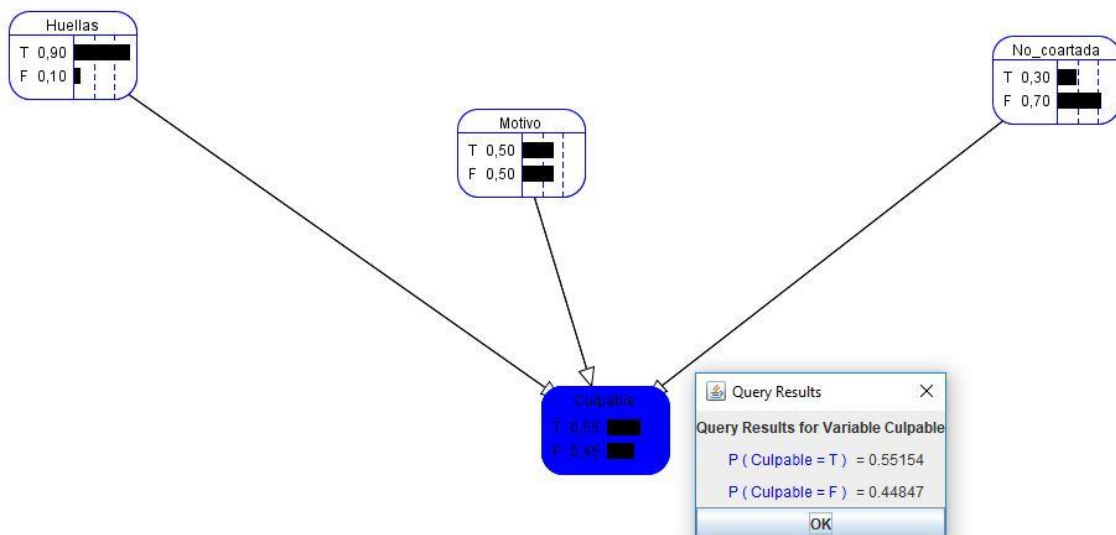 Huellas
T 0,90
F 0,10
No_coartada
T 0,30
F 0,70
Motivo
T 0,50
F 0,50
Culpable
T 0,55
F 0,45
Query Results
Query Results for Variable Culpable
P ( Culpable = T ) = 0.55154
P ( Culpable = F ) = 0.44847
OK